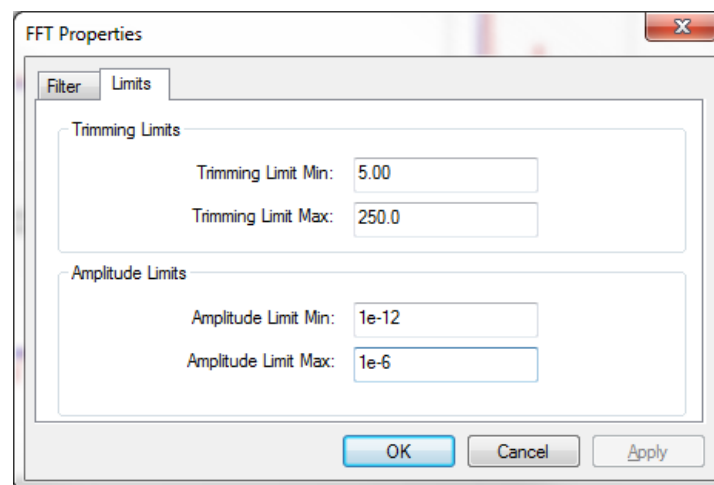 FFT Properties
Filter
Limits
Trimming Limits
Trimming Limit Min: 5.00
Trimming Limit Max: 250.0
Amplitude Limits
Amplitude Limit Min: 1e-12
Amplitude Limit Max: 1e-6
OK Cancel Apply